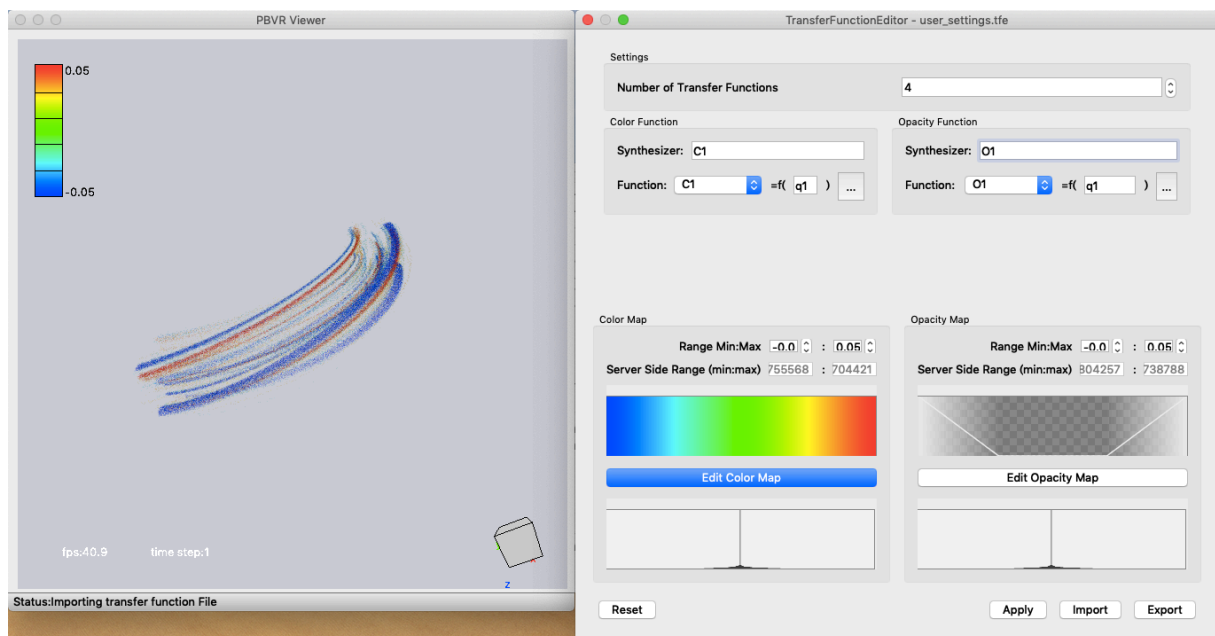 PBVR Viewer
0.05
-0.05
fps:40.9 time step:1
z
Status:Importing transfer function File
TransferFunctionEditor - user_settings.tfe
Settings
Number of Transfer Functions 4
Color Function
Synthesizer: C1
Function: C1 =f( q1 ) ...
Opacity Function
Synthesizer: O1
Function: O1 =f( q1 ) ...
Color Map
Range Min:Max -0.0 : 0.05
Server Side Range (min:max) 755568 : 704421
Edit Color Map
Opacity Map
Range Min:Max -0.0 : 0.05
Server Side Range (min:max) 804257 : 738788
Edit Opacity Map
Reset
Apply
Import
Export